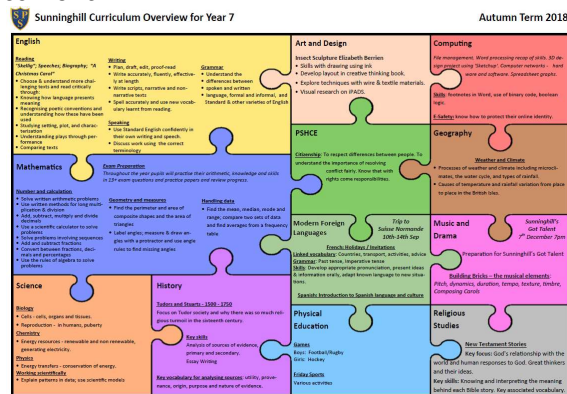 Sunninghill Curriculum Overview for Year 7
Autumn Term 2018
English
Reading
"Skellig"; Speeches; Biography; "A
Christmas Carol"
• Choose & understand more chal-
lenging texts and read critically
through:
• Knowing how language presents
meaning
• Recognising poetic conventions and
understanding how these have been
used
• Studying setting, plot, and charac-
terisation
• Understanding plays through per-
formance
• Comparing texts
Writing
• Plan, draft, edit, proof-read
• Write accurately, fluently, effective-
ly at length
• Write scripts, narrative and non-
narrative texts
• Spell accurately and use new vocab-
ulary learnt from reading.
Speaking
• Use Standard English confidently in
their own writing and speech.
• Discuss work using the correct
terminology
Grammar
• Understand the
differences between
• spoken and written
• language, formal and informal, and
Standard & other varieties of English
Art and Design
Insect Sculpture Elizabeth Berrien
• Skills with drawing using ink
• Develop layout in creative thinking book.
• Explore techniques with wire & textile materials.
• Visual research on IPADS.
Computing
File management. Word processing recap of skills. 3D de-
sign project using "Sketchup". Computer networks - hard
ware and software. Spreadsheet graphs.
Skills: Footnotes in Word; use of binary code, boolean
logic.
E-Safety: know how to protect their online identity.
Mathematics
Exam Preparation
Throughout the year pupils will practise their arithmetic, knowledge and skills
in 13+ exam questions and practice papers and review progress.
Number and calculation
• Solve written arithmetic problems
• Use written methods for long mult-
iplication & division
• Add, subtract, multiply and divide
decimals
• Use a scientific calculator to solve
problems
• Solve problems involving sequences
• Add and subtract fractions
• Convert between fractions, deci-
mals and percentages
• Use the rules of algebra to solve
problems
Geometry and measures
• Find the perimeter and area of
composite shapes and the area of
triangles
• Label angles; measure & draw an-
gles with a protractor and use angle
rules to find missing angles
Handling data
• Find the mean, median, mode and
range, compare two sets of data
and find averages from a frequency
table.
PSHCE
Citizenship: To respect differences between people. To
understand the importance of resolving
conflict fairly. Know that with
rights come responsibilities.
Geography
Weather and Climate
• Processes of weather and climate including microcli-
mates, the water cycle, and types of rainfall.
• Causes of temperature and rainfall variation from place
to place in the British Isles.
Modern Foreign
Languages
Trip to
Suisse Normande
10th-14th Sep
French: Holidays / Invitations
Linked vocabulary: Countries, transport, activities, advice
Grammar: Past tense, Imperative tense
Skills: Develop appropriate pronunciation, present ideas
& information orally, adapt known language to new situa-
tions.
Spanish: Introduction to Spanish language and culture
Music and
Drama
Sunninghill's
Got Talent
7th December 7pm
Preparation for Sunninghill's Got Talent
Building Bricks – the musical elements:
Pitch, dynamics, duration, tempo, texture, timbre,
Composing Carols
Science
Biology
• Cells - cells, organs and tissues.
• Reproduction - in humans, puberty
Chemistry
• Energy resources - renewable and non renewable,
generating electricity.
Physics
• Energy transfers - conservation of energy.
Working scientifically
• Explain patterns in data; use scientific models
History
Tudors and Stuarts - 1500 - 1750
Focus on Tudor society and why there was so much reli-
gious turmoil in the sixteenth century.
Key skills
Analysis of sources of evidence,
primary and secondary.
Essay Writing
Key vocabulary for analysing sources: utility, prove-
nance, origin, purpose and nature of evidence.
Physical
Education
Games
Boys: Football/Rugby
Girls: Hockey
Friday Sports
Various activities
Religious
Studies
New Testament Stories
Key focus: God's relationship with the
world and human responses to God. Great thinkers
and their ideas.
Key skills: Knowing and interpreting the meaning
behind each Bible story. Key associated vocabulary.